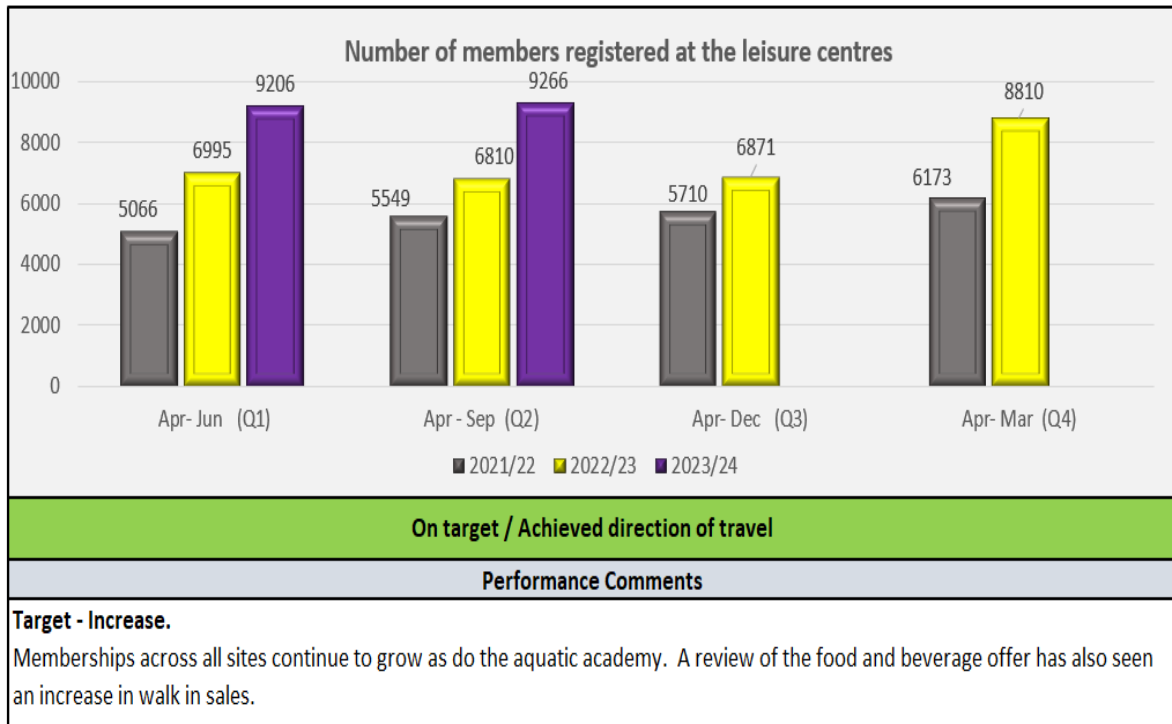 Number of members registered at the leisure centres
10000
8000
6000
4000
2000
0
5066
6995
9206
5549
6810
9266
5710
6871
6173
8810
Apr- Jun (Q1)
Apr - Sep (Q2)
Apr- Dec (Q3)
Apr- Mar (Q4)
2021/22 2022/23 2023/24
On target / Achieved direction of travel
Performance Comments
Target - Increase.
Memberships across all sites continue to grow as do the aquatic academy. A review of the food and beverage offer has also seen
an increase in walk in sales.